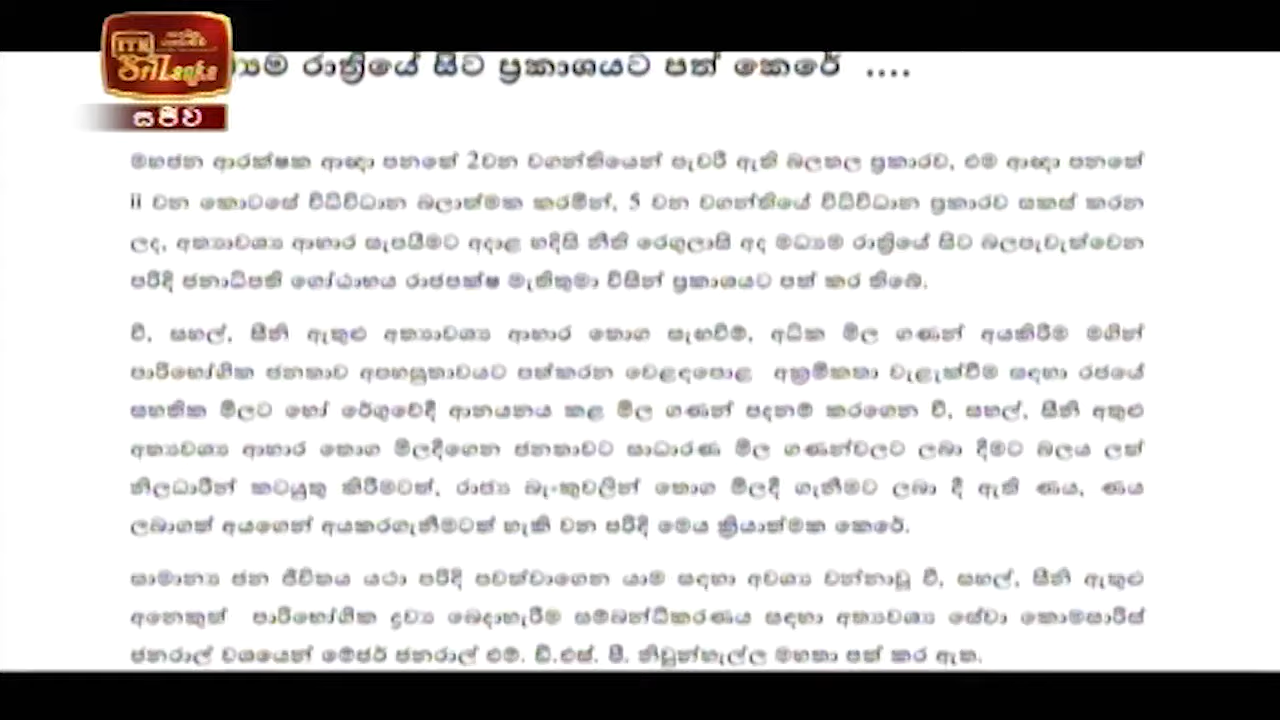 ITN
Sri Lanka
සජීව
රාත්‍රියේ සිට ප්‍රකාශයට පත් කෙරේ ....
මහජන ආරක්ෂක ආඥා පනතේ 2වන වගන්තියෙන් පැවරී ඇති බලතල ප්‍රකාරව, එම ආඥා පනතේ
ii වන කොටසේ විධිවිධාන බලාත්මක කරමින්, 5 වන වගන්තියේ විධිවිධාන ප්‍රකාරව සකස් කරන
ලද, අත්‍යාවශ්‍ය ආහාර සැපයීමට අදාළ හදිසි නීති රෙගුලාසි අද මධ්‍යම රාත්‍රියේ සිට බලපැවැත්වෙන
පරිදි ජනාධිපති ගෝඨාභය රාජපක්ෂ මැතිතුමා විසින් ප්‍රකාශයට පත් කර තිබේ.
වී, සහල්, සීනි ඇතුළු අත්‍යාවශ්‍ය ආහාර තොග සැඟවීම, අධික මිල ගණන් අයකිරීම මගින්
පාරිභෝගික ජනතාව අපහසුතාවයට පත්කරන වෙළඳපොළ අක්‍රමිකතා වැළැක්වීම සඳහා රජයේ
සහතික මිලට හෝ රේගුවේදී ආනයනය කළ මිල ගණන් පදනම් කරගෙන වී, සහල්, සීනි අතුළු
අත්‍යවශ්‍ය ආහාර තොග මිලදීගෙන ජනතාවට සාධාරණ මිල ගණන්වලට ලබා දීමට බලය ලත්
නිලධාරීන් කටයුතු කිරීමටත්, රාජ්‍ය බැංකුවලින් තොග මිලදී ගැනීමට ලබා දී ඇති ණය, ණය
ලබාගත් අයගෙන් අයකරගැනීමටත් හැකි වන පරිදි මෙය ක්‍රියාත්මක කෙරේ.
සාමාන්‍ය ජන ජීවිතය යථා පරිදි පවත්වාගෙන යාම සඳහා අවශ්‍ය වන්නාවූ වී, සහල්, සීනි ඇතුළු
අනෙකුත් පාරිභෝගික ද්‍රව්‍ය බෙදාහැරීම සම්බන්ධීකරණය සඳහා අත්‍යවශ්‍ය සේවා කොමසාරිස්
ජනරාල් වශයෙන් මේජර් ජනරාල් එම්. ඩී.එස්. පී. නිවුන්හැල්ල මහතා පත් කර ඇත.